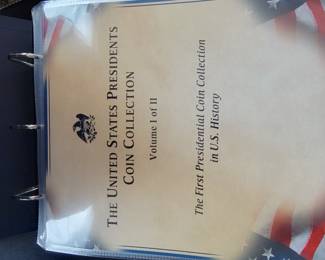 THE UNITED STATES PRESIDENTS
COIN COLLECTION
Volume I of II
The First Presidential Coin Collection
in U.S. History